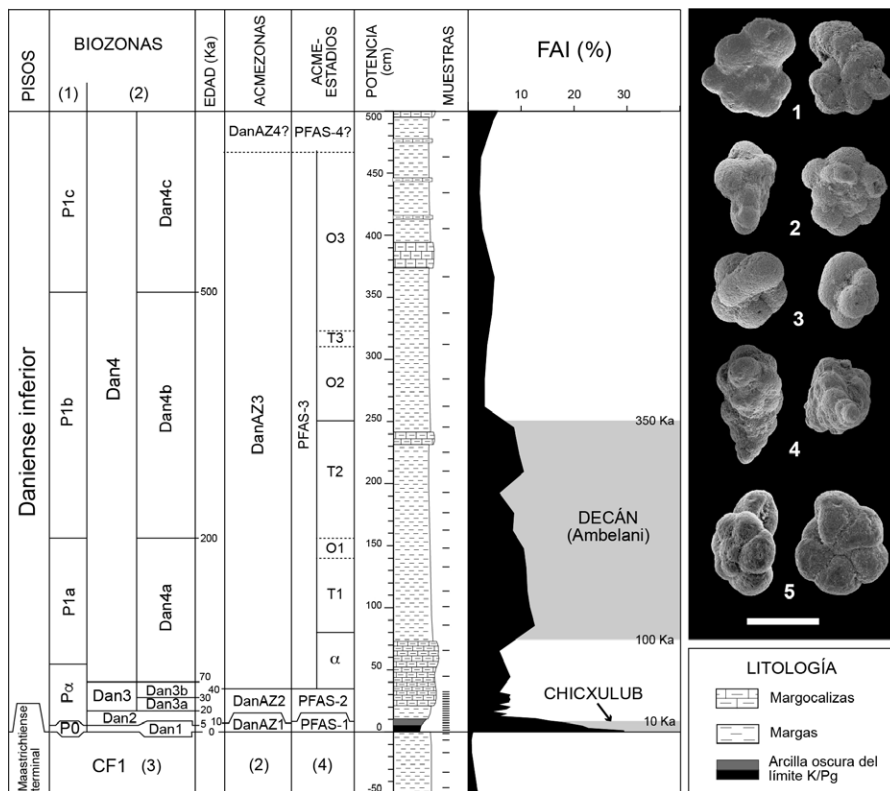 PISOS
BIOZONAS
(1)
(2)
EDAD (Ka)
ACMEZONAS
ACME-
ESTADIOS
POTENCIA
(cm)
MUESTRAS
FAI (%)
10
20
30
Daniense inferior
Maastrichtiense
terminal
P1c
P1b
P1a
Pα
P0
Dan4
Dan3
Dan2
Dan4c
Dan4b
Dan4a
Dan3b
Dan3a
Dan1
CF1
(3)
500
200
70
40
30
20
10
5
0
DanAZ4?
DanAZ3
DanAZ2
DanAZ1
(2)
PFAS-4?
PFAS-3
PFAS-2
PFAS-1
(4)
O3
T3
O2
T2
O1
T1
α
500
450
400
350
300
250
200
150
100
50
0
-50
350 Ka
DECÁN
(Ambelani)
100 Ka
CHICXULUB
10 Ka
1
2
3
4
5
LITOLOGÍA
Margocalizas
Margas
Arcilla oscura del
límite K/Pg